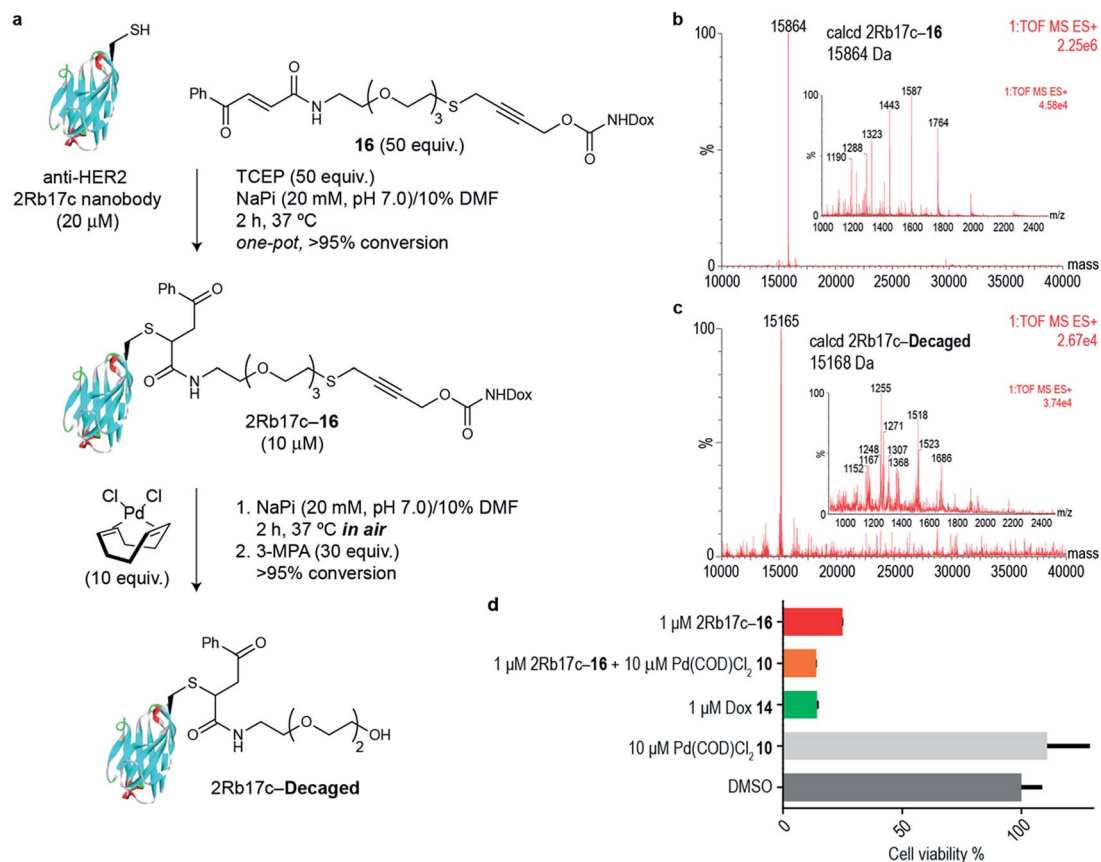 a
SH
Ph
O
O
N
H
O
3
S
O
O
NHDox
16 (50 equiv.)
anti-HER2
2Rb17c nanobody
(20 µM)
TCEP (50 equiv.)
NaPi (20 mM, pH 7.0)/10% DMF
2 h, 37 ºC
one-pot, >95% conversion
Ph
O
S
O
N
H
O
3
S
O
O
NHDox
2Rb17c–16
(10 µM)
Cl
Cl
Pd
(10 equiv.)
1. NaPi (20 mM, pH 7.0)/10% DMF
2 h, 37 ºC in air
2. 3-MPA (30 equiv.)
>95% conversion
Ph
O
S
O
N
H
O
2
OH
2Rb17c–Decaged
b
100
%
0
15864
calcd 2Rb17c–16
15864 Da
1:TOF MS ES+
2.25e6
1:TOF MS ES+
4.58e4
100
%
0
1190
1288
1323
1443
1587
1764
m/z
1000 1200 1400 1600 1800 2000 2200 2400
mass
10000 15000 20000 25000 30000 35000 40000
c
100
%
0
15165
calcd 2Rb17c–Decaged
15168 Da
1:TOF MS ES+
2.67e4
1:TOF MS ES+
3.74e4
100
%
0
1152
1167
1248
1255
1271
1307
1368
1518
1523
1686
m/z
1000 1200 1400 1600 1800 2000 2200 2400
mass
10000 15000 20000 25000 30000 35000 40000
d
1 µM 2Rb17c–16
1 µM 2Rb17c–16 + 10 µM Pd(COD)Cl2 10
1 µM Dox 14
10 µM Pd(COD)Cl2 10
DMSO
0 50 100
Cell viability %